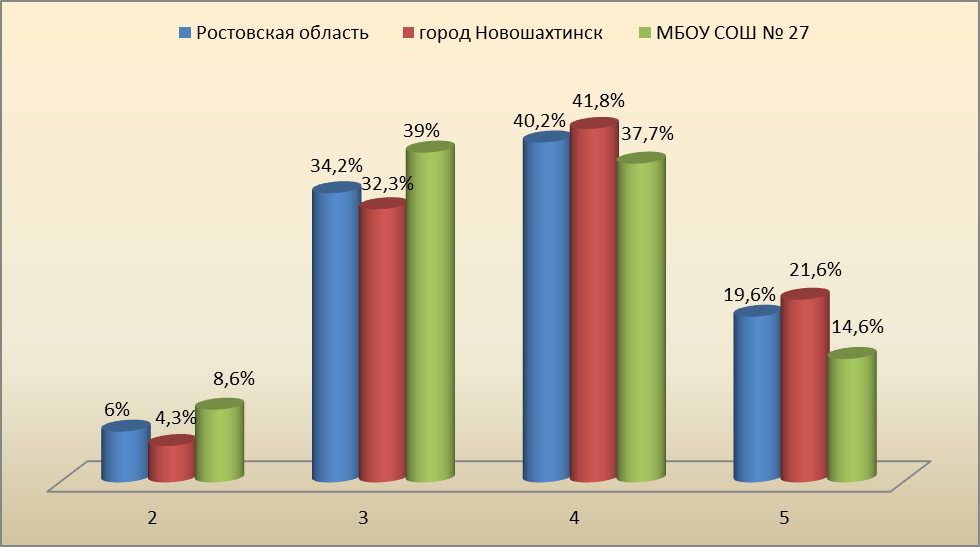 Ростовская область город Новошахтинск МБОУ СОШ № 27
6% 4,3% 8,6%
34,2% 32,3% 39%
40,2% 41,8% 37,7%
19,6% 21,6% 14,6%
2 3 4 5